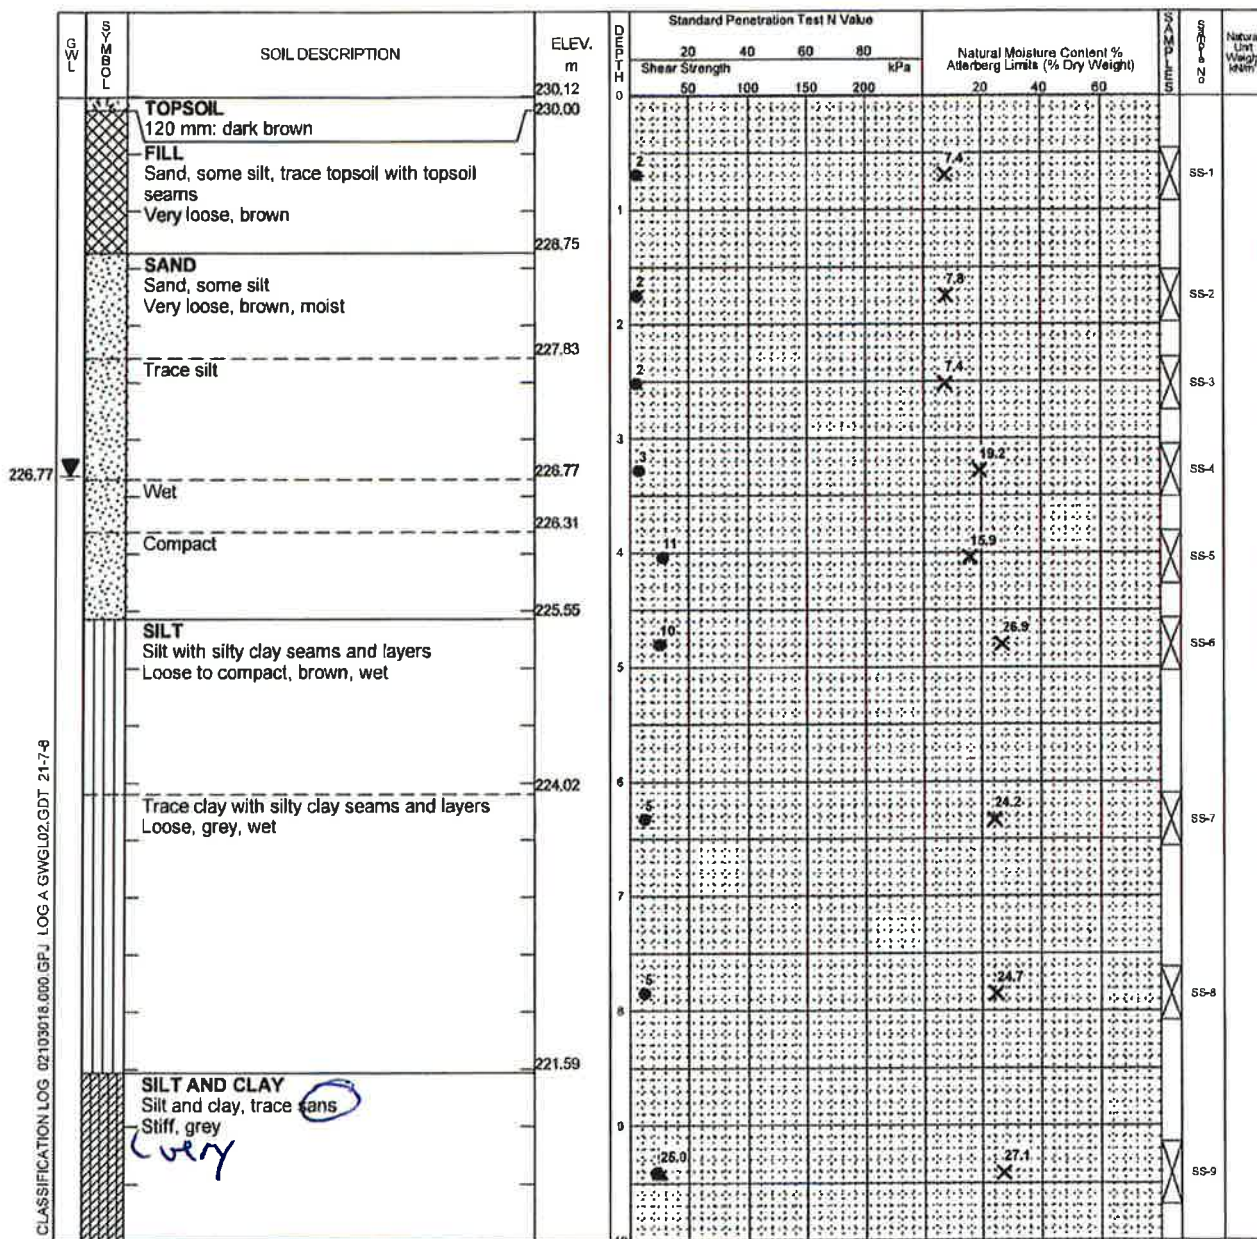 GWL
SYMBOL
SOIL DESCRIPTION
ELEV.
m
230.12
DEPTH
0
Standard Penetration Test N Value
20 40 60 80
Shear Strength kPa
50 100 150 200
Natural Moisture Content %
Atterberg Limits (% Dry Weight)
20 40 60
SAMPLES
Sample No
Natural
Unit
Weight
kN/m³
TOPSOIL
120 mm: dark brown
230.00
FILL
Sand, some silt, trace topsoil with topsoil
seams
Very loose, brown
228.75
2 7.4 SS-1
1
SAND
Sand, some silt
Very loose, brown, moist
227.83
2 7.8 SS-2
2
Trace silt
2 7.4 SS-3
3
226.77
226.77
3 19.2 SS-4
Wet
226.31
Compact
11 15.9 SS-5
4
225.55
SILT
Silt with silty clay seams and layers
Loose to compact, brown, wet
10 26.9 SS-6
5
224.02
6
Trace clay with silty clay seams and layers
Loose, grey, wet
5 24.2 SS-7
7
5 24.7 SS-8
8
221.59
SILT AND CLAY
Silt and clay, trace sans
Stiff, grey
very
9
25.0 27.1 SS-9
10
CLASSIFICATION LOG 02103018.000.GPJ LOG A GWGL02.GDT 21-7-8